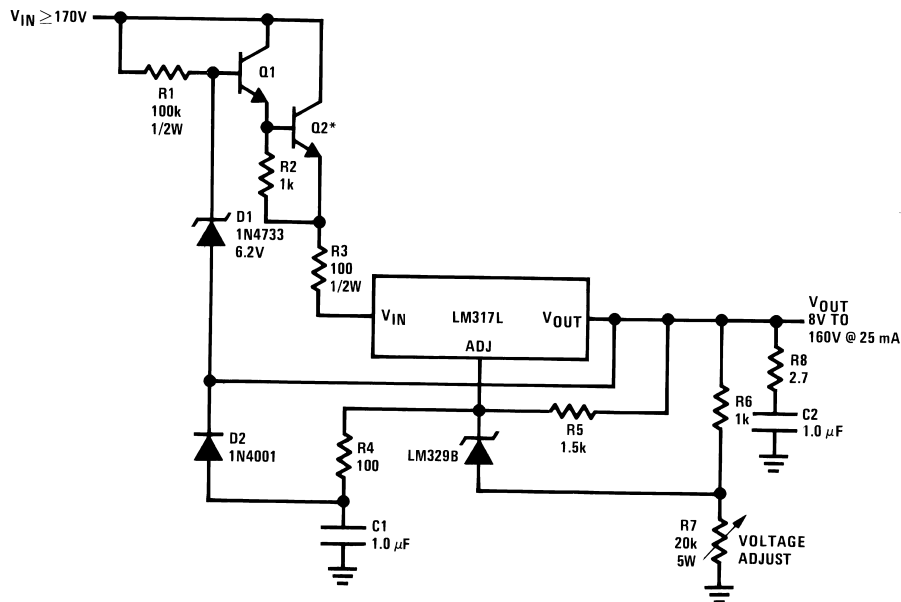 VIN ≥170V
Q1
R1
100k
1/2W
Q2*
R2
1k
D1
1N4733
6.2V
R3
100
1/2W
VIN
LM317L
VOUT
ADJ
VOUT
8V TO
160V @ 25 mA
R8
2.7
R6
1k
C2
1.0 μF
D2
1N4001
R4
100
LM329B
R5
1.5k
C1
1.0 μF
R7
20k
5W
VOLTAGE
ADJUST